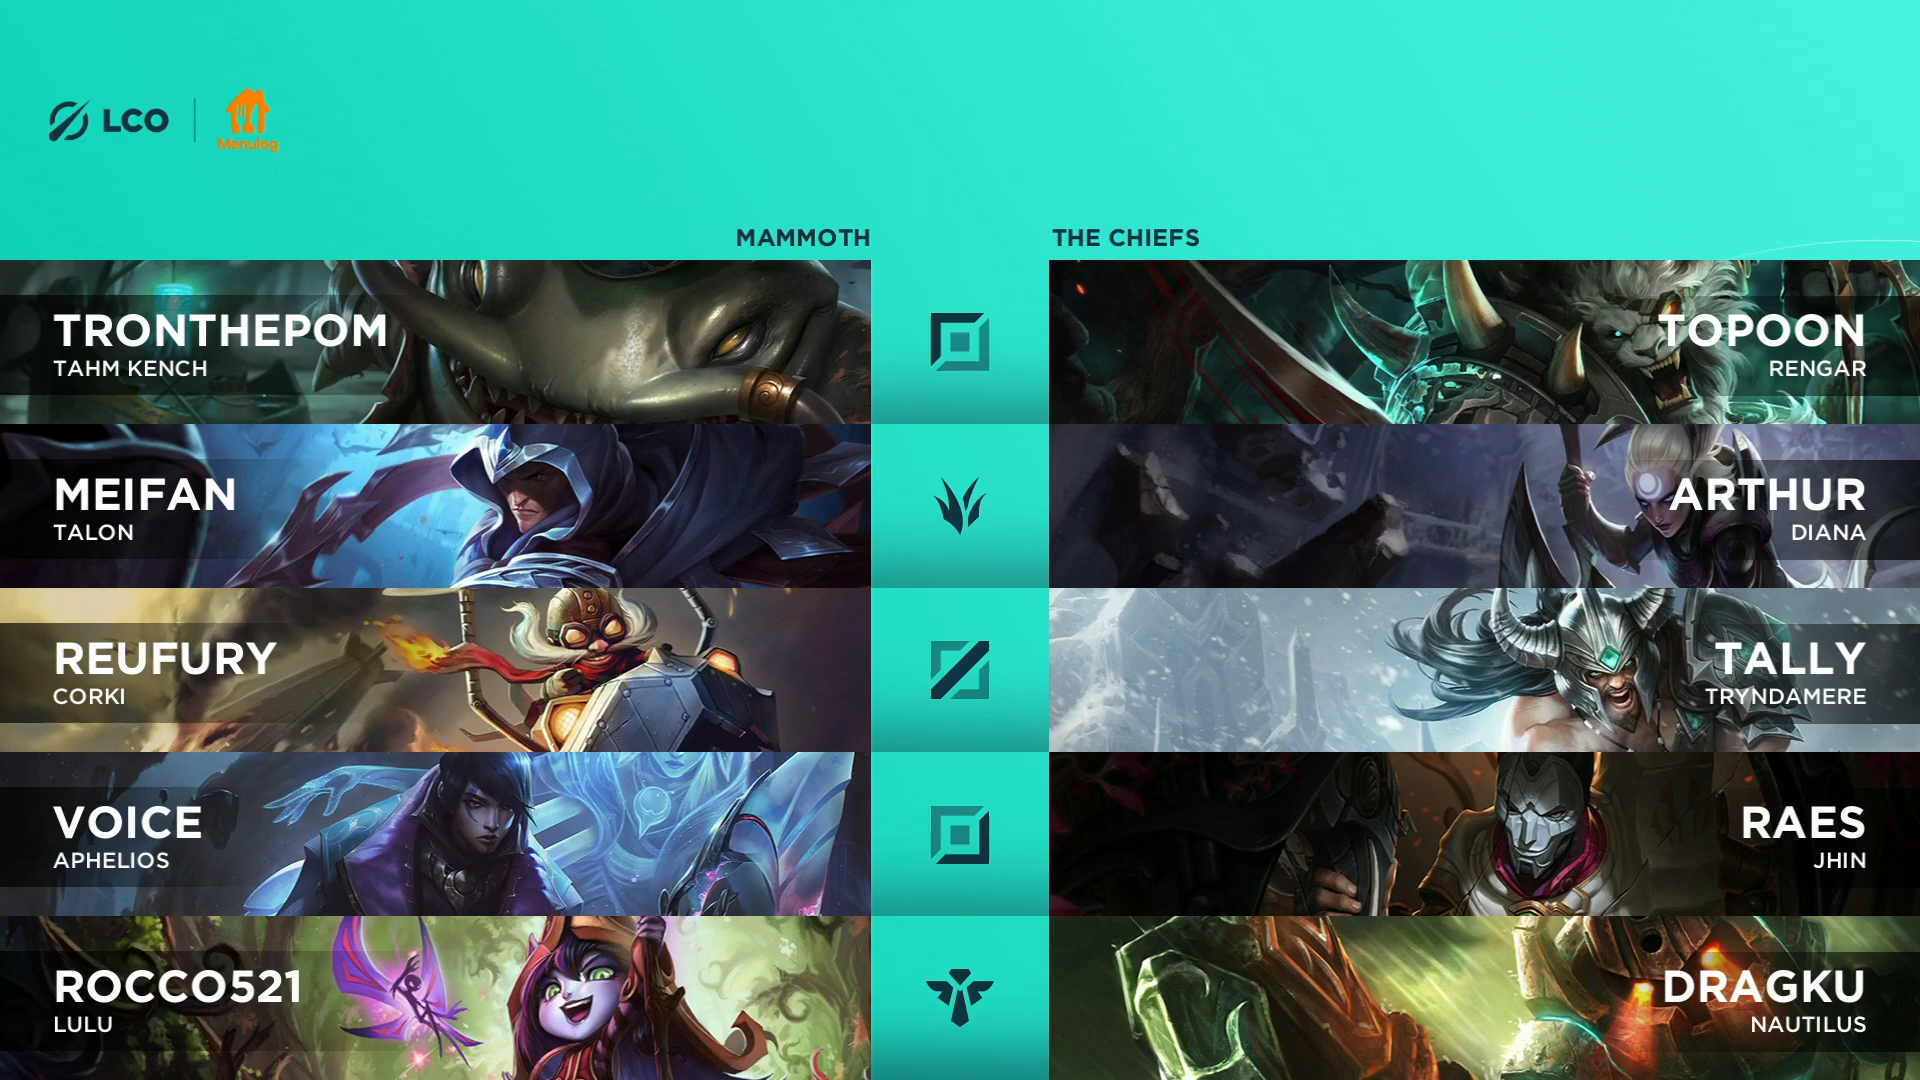 LCO
Menulog
MAMMOTH
THE CHIEFS
TRONTHEPOM
TAHM KENCH
TOPOON
RENGAR
MEIFAN
TALON
ARTHUR
DIANA
REUFURY
CORKI
TALLY
TRYNDAMERE
VOICE
APHELIOS
RAES
JHIN
ROCCO521
LULU
DRAGKU
NAUTILUS